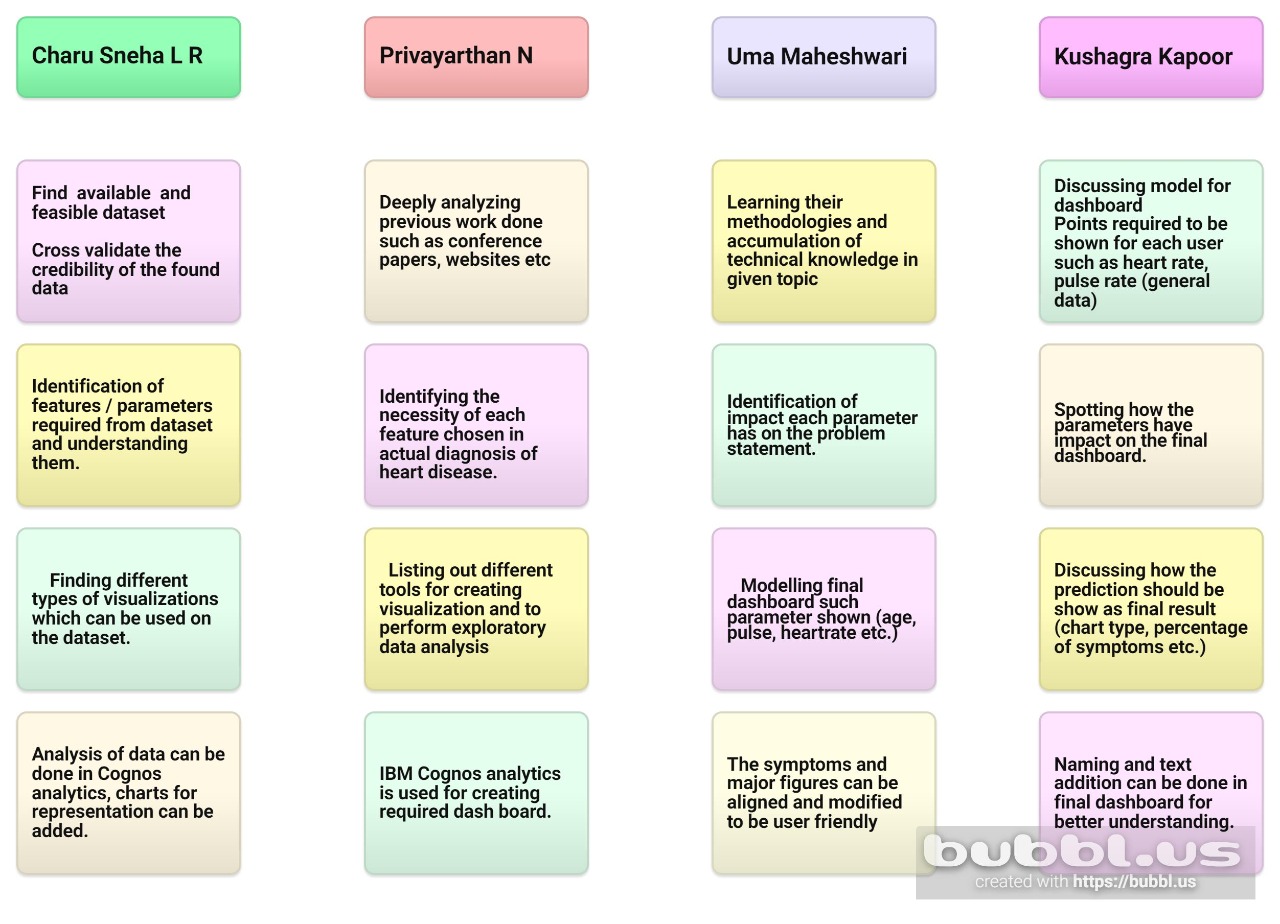 Charu Sneha L R
Privayarthan N
Uma Maheshwari
Kushagra Kapoor
Find available and
feasible dataset
Cross validate the
credibility of the found
data
Deeply analyzing
previous work done
such as conference
papers, websites etc
Learning their
methodologies and
accumulation of
technical knowledge in
given topic
Discussing model for
dashboard
Points required to be
shown for each user
such as heart rate,
pulse rate (general
data)
Identification of
features / parameters
required from dataset
and understanding
them.
Identifying the
necessity of each
feature chosen in
actual diagnosis of
heart disease.
Identification of
impact each parameter
has on the problem
statement.
Spotting how the
parameters have
impact on the final
dashboard.
Finding different
types of visualizations
which can be used on
the dataset.
Listing out different
tools for creating
visualization and to
perform exploratory
data analysis
Modelling final
dashboard such
parameter shown (age,
pulse, heartrate etc.)
Discussing how the
prediction should be
show as final result
(chart type, percentage
of symptoms etc.)
Analysis of data can be
done in Cognos
analytics, charts for
representation can be
added.
IBM Cognos analytics
is used for creating
required dash board.
The symptoms and
major figures can be
aligned and modified
to be user friendly
Naming and text
addition can be done in
final dashboard for
better understanding.
bubbl.us
created with https://bubbl.us